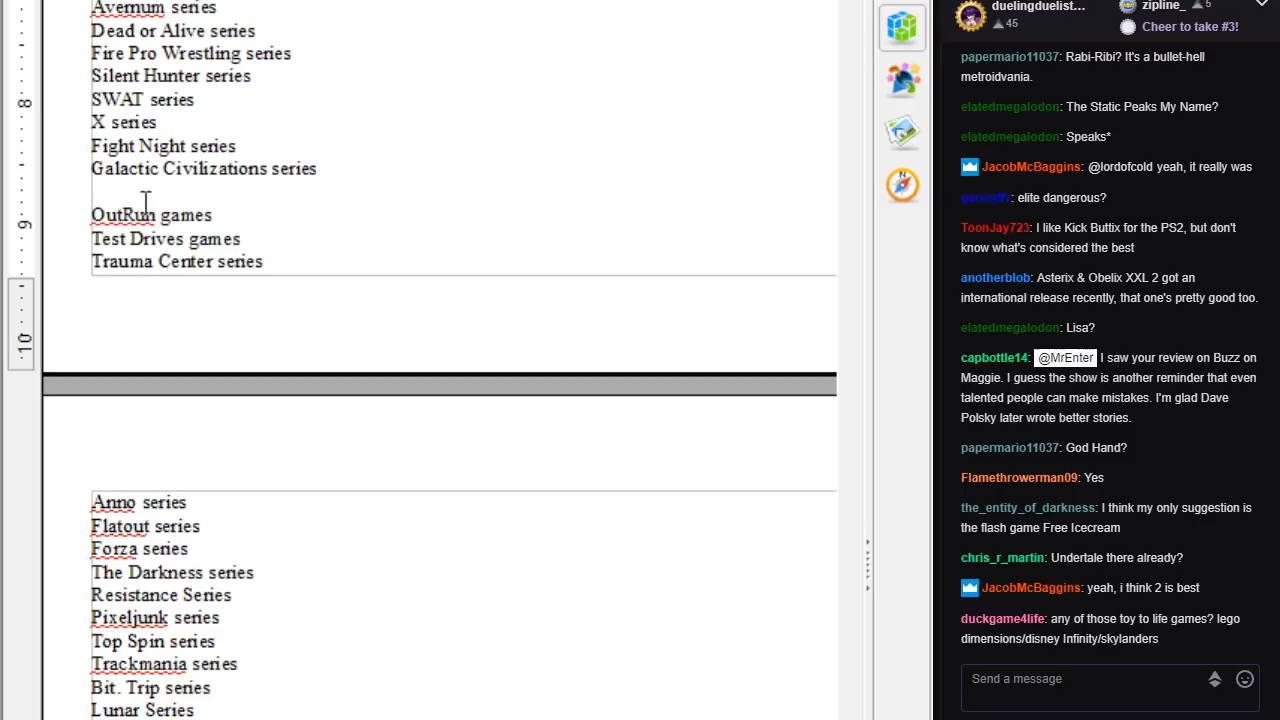 Avernum series
Dead or Alive series
Fire Pro Wrestling series
Silent Hunter series
SWAT series
X series
Fight Night series
Galactic Civilizations series
OutRun games
Test Drives games
Trauma Center series
8
9
10
Anno series
Flatout series
Forza series
The Darkness series
Resistance Series
Pixeljunk series
Top Spin series
Trackmania series
Bit. Trip series
Lunar Series
N
duelingduelist...
45
zipline_ 5
Cheer to take #3!
papermario11037: Rabi-Ribi? It's a bullet-hell
metroidvania.
elatedmegalodon: The Static Peaks My Name?
elatedmegalodon: Speaks*
JacobMcBaggins: @lordofcold yeah, it really was
: elite dangerous?
ToonJay723: I like Kick Buttix for the PS2, but don't
know what's considered the best
anotherblob: Asterix & Obelix XXL 2 got an
international release recently, that one's pretty good too.
elatedmegalodon: Lisa?
capbottle14: @MrEnter I saw your review on Buzz on
Maggie. I guess the show is another reminder that even
talented people can make mistakes. I'm glad Dave
Polsky later wrote better stories.
papermario11037: God Hand?
Flamethrowerman09: Yes
the_entity_of_darkness: I think my only suggestion is
the flash game Free Icecream
chris_r_martin: Undertale there already?
JacobMcBaggins: yeah, i think 2 is best
duckgame4life: any of those toy to life games? lego
dimensions/disney Infinity/skylanders
Send a message